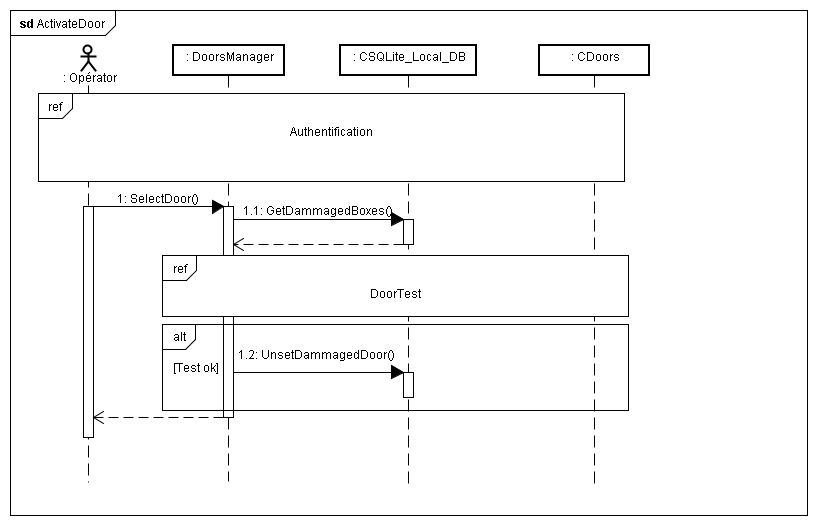 sd ActivateDoor
: Opérator
: DoorsManager
: CSQLite_Local_DB
: CDoors
ref
Authentification
1: SelectDoor()
1.1: GetDammagedBoxes()
ref
DoorTest
alt
1.2: UnsetDammagedDoor()
[Test ok]